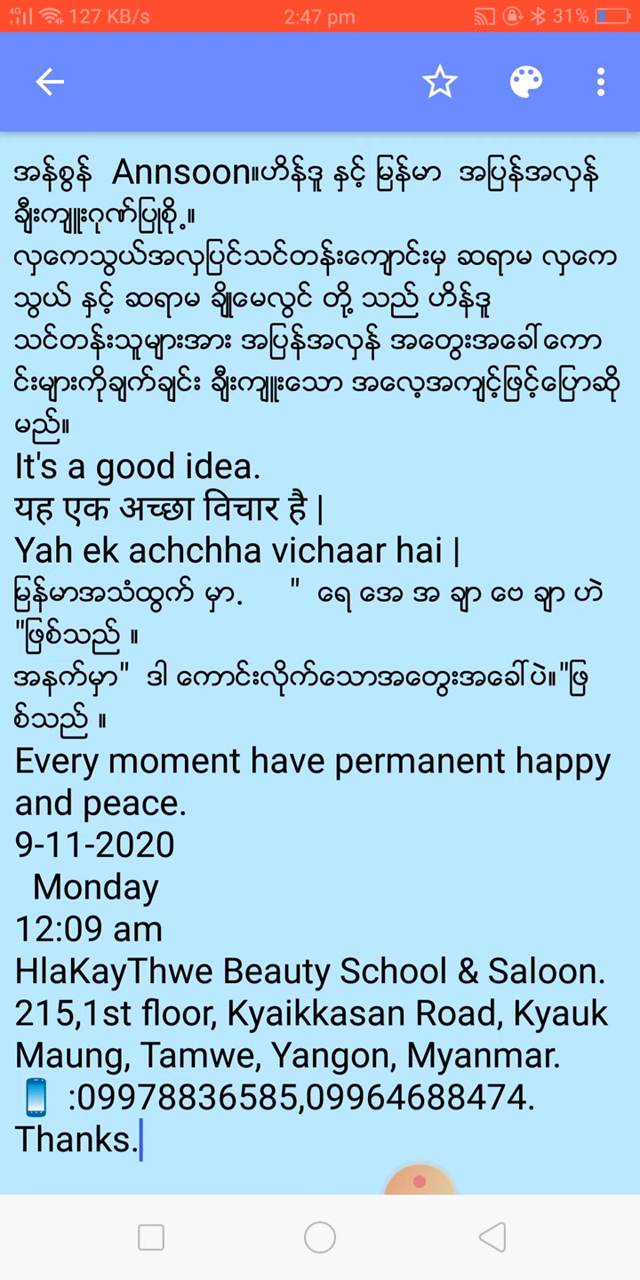 4G 127 KB/s 2:47 pm 31%
အန်စွန် Annsoon။ဟိန်ဒူ နှင့် မြန်မာ အပြန်အလှန်
ချီးကျူးဂုဏ်ပြုစို့။
လှကေသွယ်အလှပြင်သင်တန်းကျောင်းမှ ဆရာမ လှကေ
သွယ် နှင့် ဆရာမ ချိုမေလွင် တို့ သည် ဟိန်ဒူ
သင်တန်းသူများအား အပြန်အလှန် အတွေးအခေါ် ကော
င်းများကိုချက်ချင်း ချီးကျူးသော အလေ့အကျင့်ဖြင့်ပြောဆို
မည်။
It's a good idea.
यह एक अच्छा विचार है |
Yah ek achchha vichaar hai |
မြန်မာအသံထွက် မှာ. " ရေ အေ အ ချာ ဗေ ချာ ဟဲ
"ဖြစ်သည် ။
အနက်မှာ" ဒါ ကောင်းလိုက်သောအတွေးအခေါ်ပဲ။"ဖြ
စ်သည် ။
Every moment have permanent happy
and peace.
9-11-2020
Monday
12:09 am
HlaKayThwe Beauty School & Saloon.
215,1st floor, Kyaikkasan Road, Kyauk
Maung, Tamwe, Yangon, Myanmar.
:09978836585,09964688474.
Thanks.